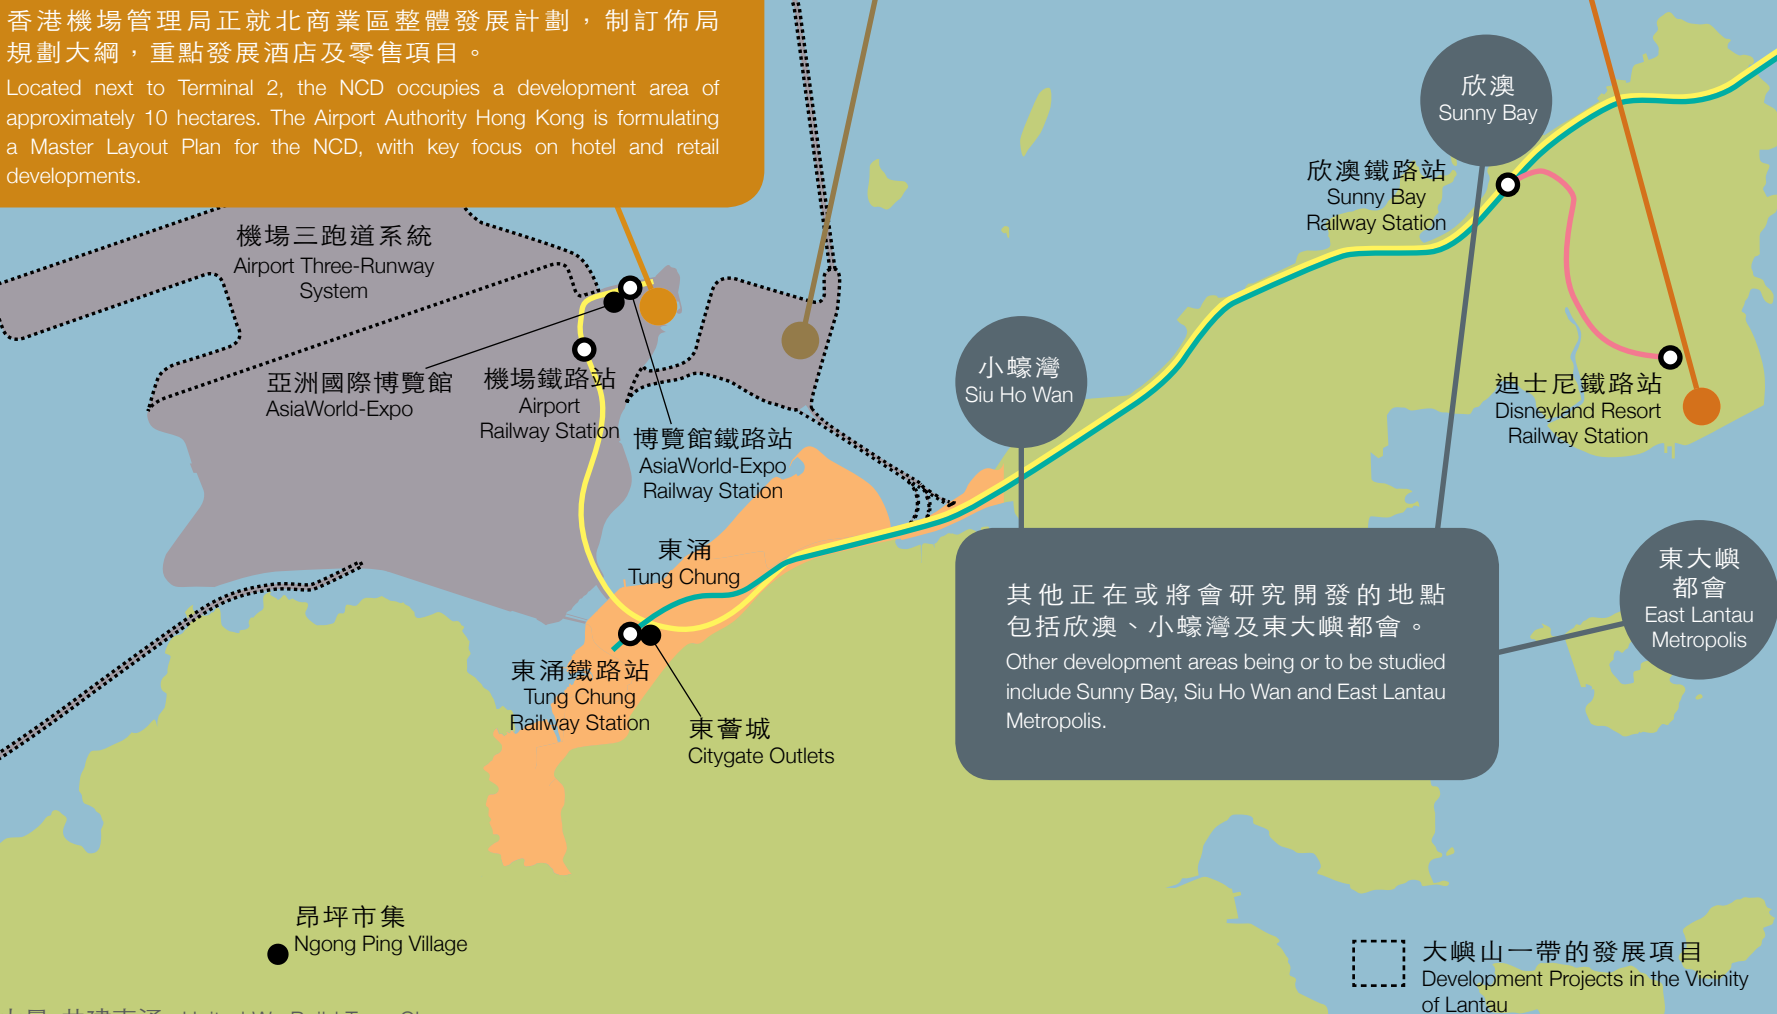 香港機場管理局正就北商業區整體發展計劃，制訂佈局
規劃大綱，重點發展酒店及零售項目。
Located next to Terminal 2, the NCD occupies a development area of
approximately 10 hectares. The Airport Authority Hong Kong is formulating
a Master Layout Plan for the NCD, with key focus on hotel and retail
developments.
欣澳
Sunny Bay
欣澳鐵路站
Sunny Bay
Railway Station
機場三跑道系統
Airport Three-Runway
System
小蠔灣
Siu Ho Wan
亞洲國際博覽館
AsiaWorld-Expo
機場鐵路站
Airport
Railway Station
迪士尼鐵路站
Disneyland Resort
Railway Station
博覽館鐵路站
AsiaWorld-Expo
Railway Station
東涌
Tung Chung
東大嶼
都會
East Lantau
Metropolis
其他正在或將會研究開發的地點
包括欣澳、小蠔灣及東大嶼都會。
Other development areas being or to be studied
include Sunny Bay, Siu Ho Wan and East Lantau
Metropolis.
東涌鐵路站
Tung Chung
Railway Station
東薈城
Citygate Outlets
昂坪市集
Ngong Ping Village
大嶼山一帶的發展項目
Development Projects in the Vicinity
of Lantau